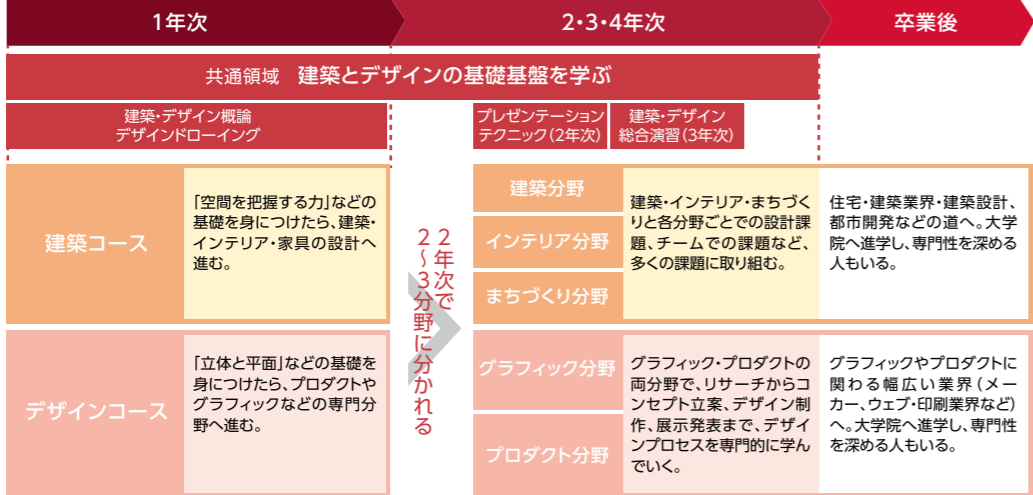 1年次
2・3・4年次
卒業後
共通領域 建築とデザインの基礎基盤を学ぶ
建築・デザイン概論
デザインドローイング
プレゼンテーション
テクニック(2年次)
建築・デザイン
総合演習(3年次)
建築コース
「空間を把握する力」などの
基礎を身につけたら、建築・
インテリア・家具の設計へ
進む。
デザインコース
「立体と平面」などの基礎を
身につけたら、プロダクトや
グラフィックなどの専門分
野へ進む。
2年次で
2〜3分野に分かれる
建築分野
インテリア分野
まちづくり分野
建築・インテリア・まちづく
りと各分野ごとでの設計課
題、チームでの課題など、
多くの課題に取り組む。
住宅・建築業界・建築設計、
都市開発などの道へ。大学
院へ進学し、専門性を深める
人もいる。
グラフィック分野
プロダクト分野
グラフィック・プロダクトの
両分野で、リサーチからコ
ンセプト立案、デザイン制
作、展示発表まで、デザイ
ンプロセスを専門的に学ん
でいく。
グラフィックやプロダクトに
関わる幅広い業界(メー
カー、ウェブ・印刷業界など)
へ。大学院へ進学し、専門性
を深める人もいる。